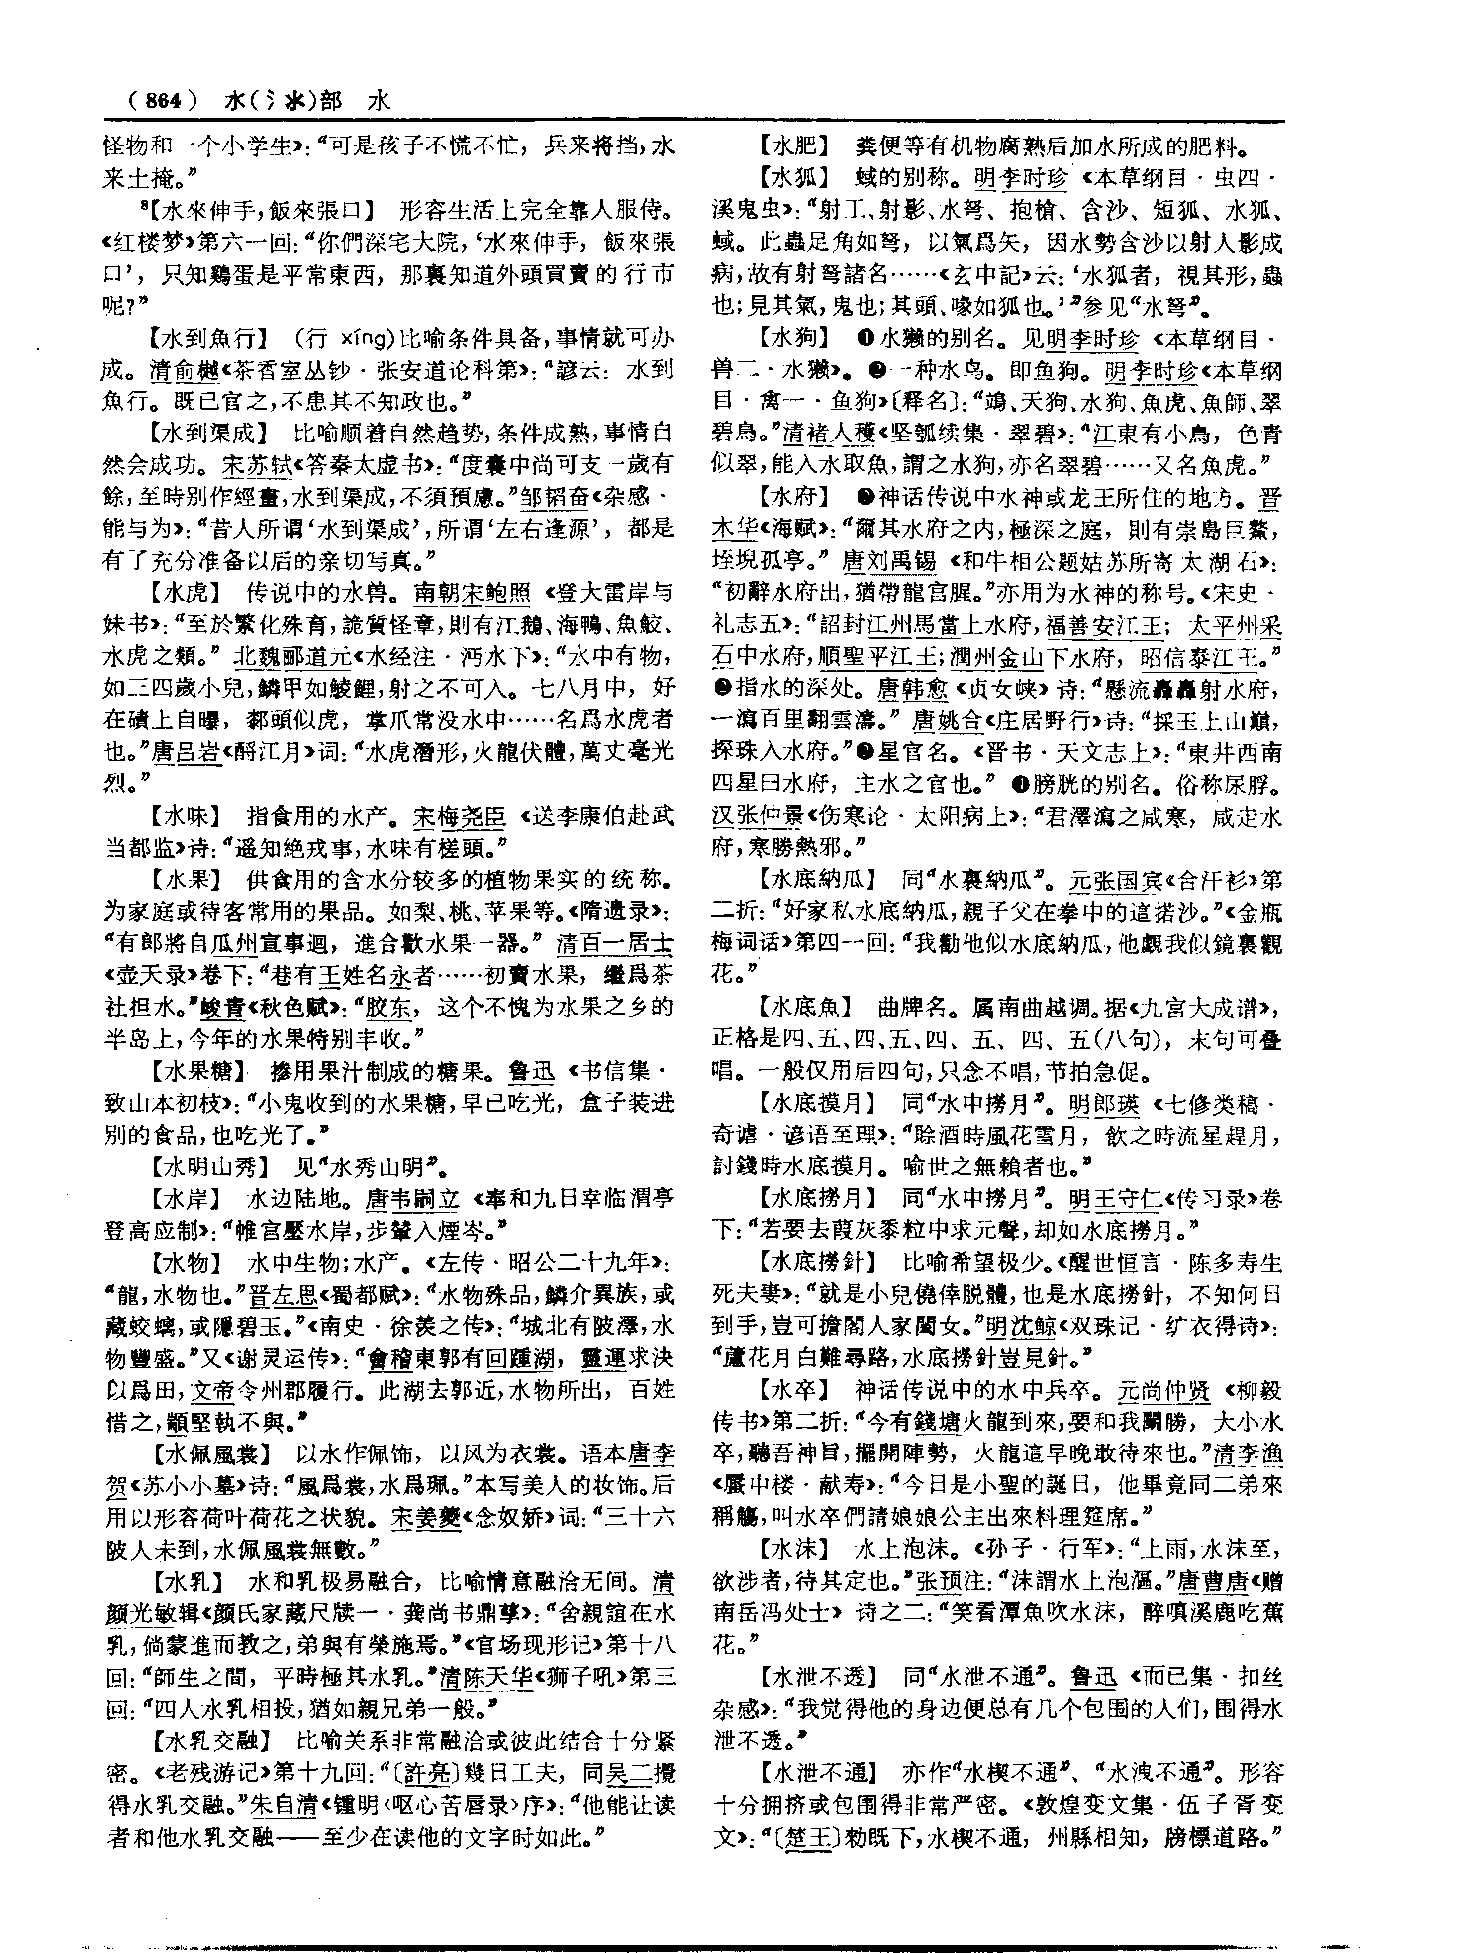 (864) 水(氵氺)部 水
怪物和一个小学生》：“可是孩子不慌不忙，兵来将挡，水
来土掩。”
⁸【水來伸手，飯來張口】 形容生活上完全靠人服侍。
《红楼梦》第六一回：“你們深宅大院，‘水來伸手，飯來張
口’，只知鷄蛋是平常東西，那裏知道外頭買賣的行市
呢？”
【水到魚行】 （行 xíng）比喻条件具备，事情就可办
成。清俞樾《茶香室丛钞·张安道论科第》：“諺云：水到
魚行。既已官之，不患其不知政也。”
【水到渠成】 比喻顺着自然趋势，条件成熟，事情自
然会成功。宋苏轼《答秦太虚书》：“度囊中尚可支一歲有
餘，至時别作經畫，水到渠成，不須預慮。”邹韬奋《杂感·
能与为》：“昔人所谓‘水到渠成’，所谓‘左右逢源’，都是
有了充分准备以后的亲切写真。”
【水虎】 传说中的水兽。南朝宋鲍照《登大雷岸与
妹书》：“至於繁化殊育，詭質怪章，則有江鵝、海鴨、魚鮫、
水虎之類。”北魏郦道元《水经注·沔水下》：“水中有物，
如三四歲小兒，鱗甲如鯪鯉，射之不可入。七八月中，好
在磧上自曝，都頭似虎，掌爪常没水中……名爲水虎者
也。”唐吕岩《酹江月》词：“水虎潛形，火龍伏體，萬丈毫光
烈。”
【水味】 指食用的水产。宋梅尧臣《送李康伯赴武
当都监》诗：“遥知絶戎事，水味有槎頭。”
【水果】 供食用的含水分较多的植物果实的统称。
为家庭或待客常用的果品。如梨、桃、苹果等。《隋遗录》：
“有郎將自瓜州宣事迴，進合歡水果一器。”清百一居士
《壶天录》卷下：“巷有王姓名永者……初賣水果，繼爲茶
社担水。”峻青《秋色赋》：“胶东，这个不愧为水果之乡的
半岛上，今年的水果特别丰收。”
【水果糖】 掺用果汁制成的糖果。鲁迅《书信集·
致山本初枝》：“小鬼收到的水果糖，早已吃光，盒子装进
别的食品，也吃光了。”
【水明山秀】 见“水秀山明”。
【水岸】 水边陆地。唐韦嗣立《奉和九日幸临渭亭
登高应制》：“帷宫壓水岸，步輦入煙岑。”
【水物】 水中生物；水产。《左传·昭公二十九年》：
“龍，水物也。”晋左思《蜀都赋》：“水物殊品，鱗介異族，或
藏蛟螭，或隱碧玉。”《南史·徐羡之传》：“城北有陂澤，水
物豐盛。”又《谢灵运传》：“會稽東郭有回踵湖，靈運求決
以爲田，文帝令州郡履行。此湖去郭近，水物所出，百姓
惜之，顗堅執不與。”
【水佩風裳】 以水作佩饰，以风为衣裳。语本唐李
贺《苏小小墓》诗：“風爲裳，水爲珮。”本写美人的妆饰。后
用以形容荷叶荷花之状貌。宋姜夔《念奴娇》词：“三十六
陂人未到，水佩風裳無數。”
【水乳】 水和乳极易融合，比喻情意融洽无间。清
颜光敏辑《颜氏家藏尺牍一·龚尚书鼎孳》：“舍親誼在水
乳，倘蒙進而教之，弟與有榮施焉。”《官场现形记》第十八
回：“師生之間，平時極其水乳。”清陈天华《狮子吼》第三
回：“四人水乳相投，猶如親兄弟一般。”
【水乳交融】 比喻关系非常融洽或彼此结合十分紧
密。《老残游记》第十九回：“〔許亮〕幾日工夫，同吴二攪
得水乳交融。”朱自清《锺明〈呕心苦唇录〉序》：“他能让读
者和他水乳交融——至少在读他的文字时如此。”
【水肥】 粪便等有机物腐熟后加水所成的肥料。
【水狐】 蜮的别称。明李时珍《本草纲目·虫四·
溪鬼虫》：“射工、射影、水弩、抱槍、含沙、短狐、水狐、
蜮。此蟲足角如弩，以氣爲矢，因水勢含沙以射人影成
病，故有射弩諸名……《玄中記》云：‘水狐者，視其形，蟲
也；見其氣，鬼也；其頭、喙如狐也。’”参见“水弩”。
【水狗】 ❶水獭的别名。见明李时珍《本草纲目·
兽二·水獭》。❷一种水鸟。即鱼狗。明李时珍《本草纲
目·禽一·鱼狗》〔释名〕：“鴗、天狗、水狗、魚虎、魚師、翠
碧鳥。”清褚人穫《坚瓠续集·翠碧》：“江東有小鳥，色青
似翠，能入水取魚，謂之水狗，亦名翠碧……又名魚虎。”
【水府】 ❶神话传说中水神或龙王所住的地方。晋
木华《海赋》：“爾其水府之内，極深之庭，則有崇島巨鰲，
垤堄孤亭。”唐刘禹锡《和牛相公题姑苏所寄太湖石》：
“初辭水府出，猶帶龍宫腥。”亦用为水神的称号。《宋史·
礼志五》：“詔封江州馬當上水府，福善安江王；太平州采
石中水府，順聖平江王；潤州金山下水府，昭信泰江王。”
❷指水的深处。唐韩愈《贞女峡》诗：“懸流轟轟射水府，
一瀉百里翻雲濤。”唐姚合《庄居野行》诗：“採玉上山巔，
探珠入水府。”❸星官名。《晋书·天文志上》：“東井西南
四星曰水府，主水之官也。”❹膀胱的别名。俗称尿脬。
汉张仲景《伤寒论·太阳病上》：“君澤瀉之咸寒，咸走水
府，寒勝熱邪。”
【水底納瓜】 同“水裏納瓜”。元张国宾《合汗衫》第
二折：“好家私水底納瓜，親子父在拳中的這掿沙。”《金瓶
梅词话》第四一回：“我勸他似水底納瓜，他覷我似鏡裏觀
花。”
【水底魚】 曲牌名。属南曲越调。据《九宫大成谱》，
正格是四、五、四、五、四、五、四、五（八句），末句可叠
唱。一般仅用后四句，只念不唱，节拍急促。
【水底摸月】 同“水中撈月”。明郎瑛《七修类稿·
奇谑·谚语至理》：“賒酒時風花雪月，飲之時流星趕月，
討錢時水底摸月。喻世之無賴者也。”
【水底撈月】 同“水中撈月”。明王守仁《传习录》卷
下：“若要去葭灰黍粒中求元聲，却如水底撈月。”
【水底撈針】 比喻希望极少。《醒世恒言·陈多寿生
死夫妻》：“就是小兒僥倖脱體，也是水底撈針，不知何日
到手，豈可擔閣人家閨女。”明沈鲸《双珠记·纩衣得诗》：
“蘆花月白難尋路，水底撈針豈見針。”
【水卒】 神话传说中的水中兵卒。元尚仲贤《柳毅
传书》第二折：“今有錢塘火龍到來，要和我鬭勝，大小水
卒，聽吾神旨，擺開陣勢，火龍這早晚敢待來也。”清李渔
《蜃中楼·献寿》：“今日是小聖的誕日，他畢竟同二弟來
稱觴，叫水卒們請娘娘公主出來料理筵席。”
【水沫】 水上泡沫。《孙子·行军》：“上雨，水沫至，
欲涉者，待其定也。”张预注：“沫謂水上泡漚。”唐曹唐《赠
南岳冯处士》诗之二：“笑看潭魚吹水沫，醉嗔溪鹿吃蕉
花。”
【水泄不透】 同“水泄不通”。鲁迅《而已集·扣丝
杂感》：“我觉得他的身边便总有几个包围的人们，围得水
泄不透。”
【水泄不通】 亦作“水楔不通”、“水洩不通”。形容
十分拥挤或包围得非常严密。《敦煌变文集·伍子胥变
文》：“〔楚王〕勑既下，水楔不通，州縣相知，牓標道路。”